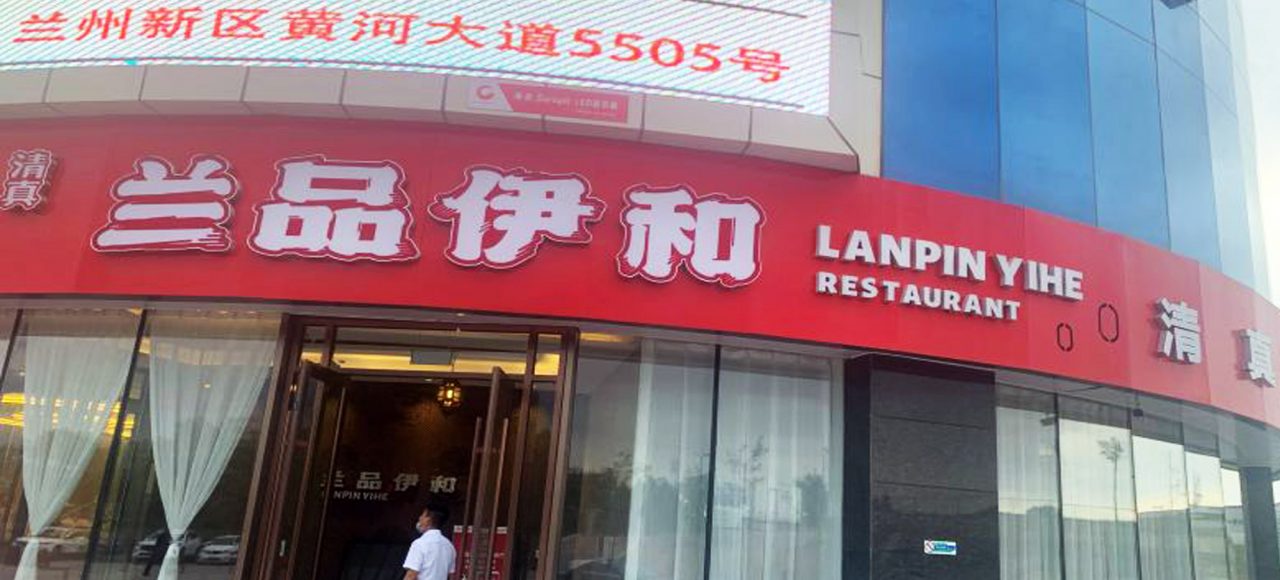 兰州新区黄河大道5505号
清真
兰品伊和
LANPIN YIHE
RESTAURANT
清真
兰品伊和
ANPIN YIHE